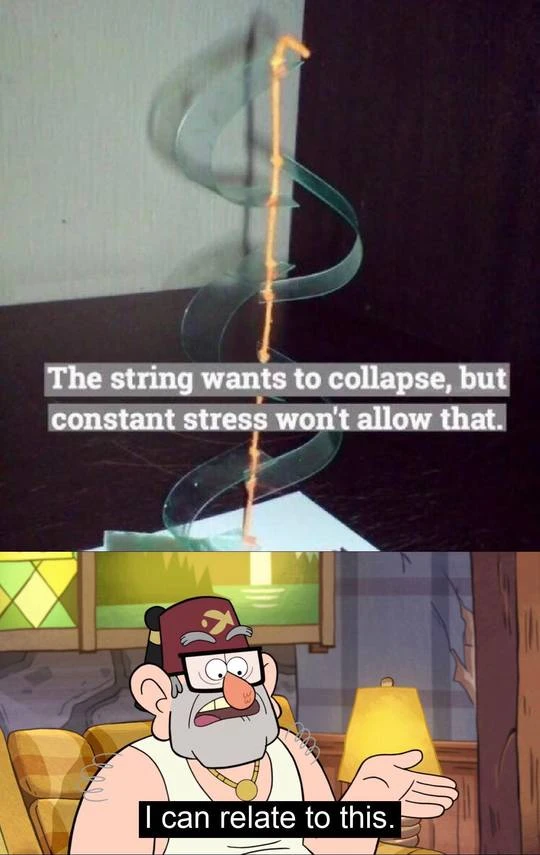 The string wants to collapse, but
constant stress won't allow that.
I can relate to this.